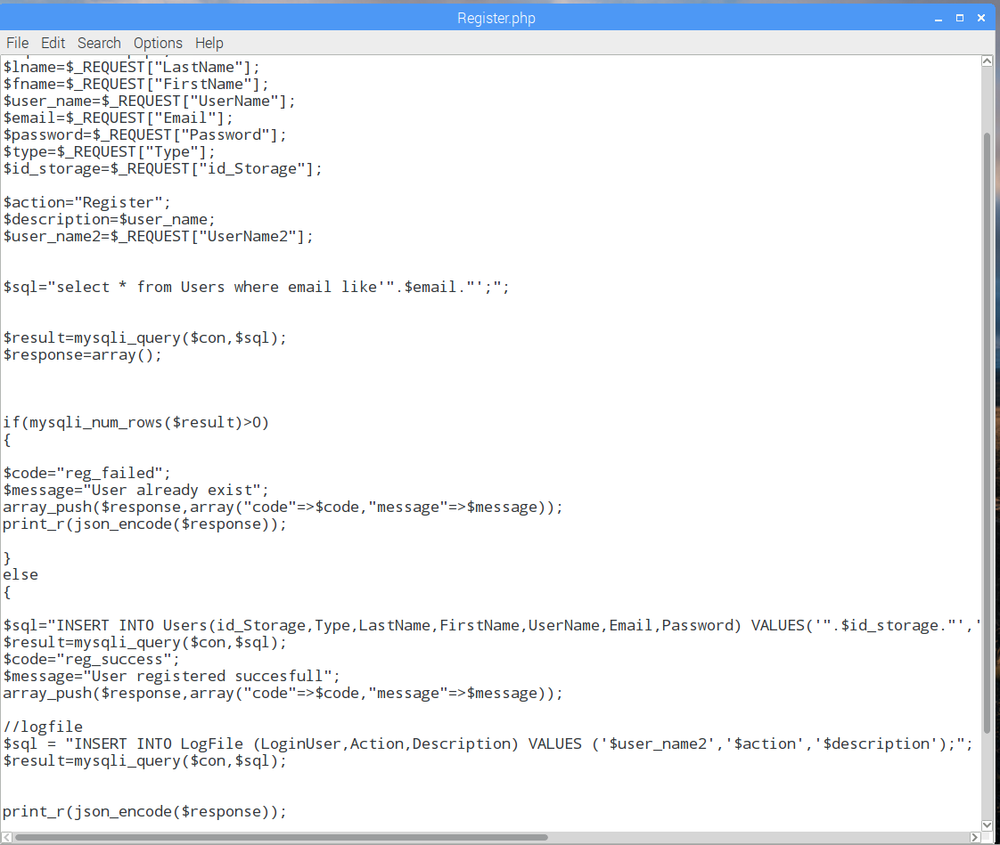 Register.php
File Edit Search Options Help
$lname=$_REQUEST["LastName"];
$fname=$_REQUEST["FirstName"];
$user_name=$_REQUEST["UserName"];
$email=$_REQUEST["Email"];
$password=$_REQUEST["Password"];
$type=$_REQUEST["Type"];
$id_storage=$_REQUEST["id_Storage"];
$action="Register";
$description=$user_name;
$user_name2=$_REQUEST["UserName2"];
$sql="select * from Users where email like'".$email."';";
$result=mysqli_query($con,$sql);
$response=array();
if(mysqli_num_rows($result)>0)
{
$code="reg_failed";
$message="User already exist";
array_push($response,array("code"=>$code,"message"=>$message));
print_r(json_encode($response));
}
else
{
$sql="INSERT INTO Users(id_Storage,Type,LastName,FirstName,UserName,Email,Password) VALUES('".$id_storage."','
$result=mysqli_query($con,$sql);
$code="reg_success";
$message="User registered succesfull";
array_push($response,array("code"=>$code,"message"=>$message));
//logfile
$sql = "INSERT INTO LogFile (LoginUser,Action,Description) VALUES ('$user_name2','$action','$description');";
$result=mysqli_query($con,$sql);
print_r(json_encode($response));